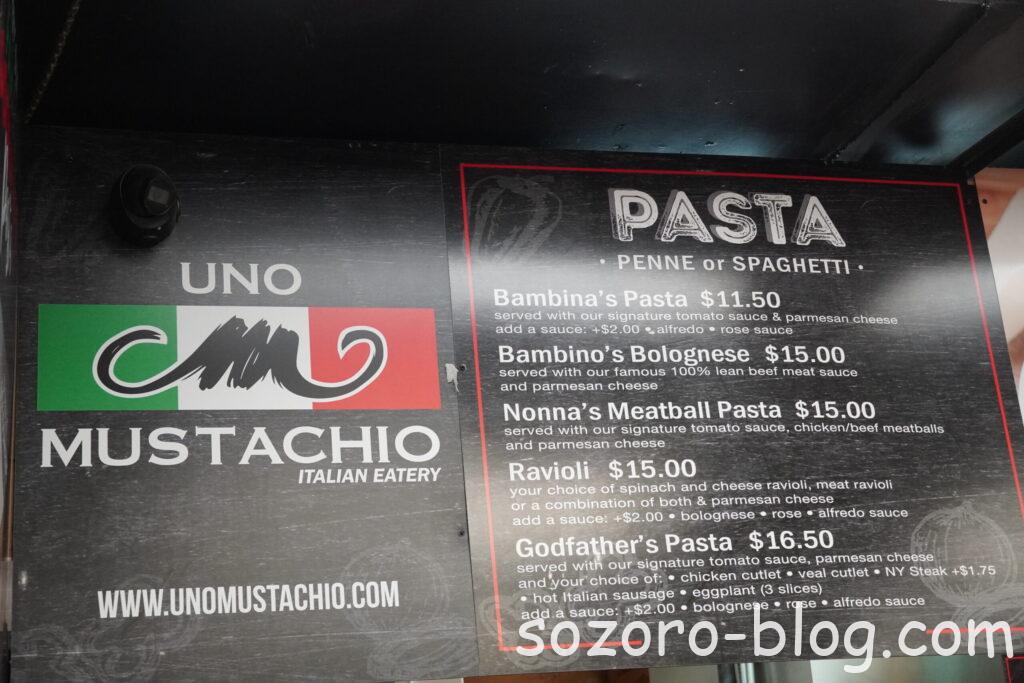 UNO
MUSTACHIO
ITALIAN EATERY
WWW.UNOMUSTACHIO.COM
PASTA
• PENNE or SPAGHETTI •
Bambina's Pasta $11.50
served with our signature tomato sauce & parmesan cheese
add a sauce: +$2.00 • alfredo • rose sauce
Bambino's Bolognese $15.00
served with our famous 100% lean beef meat sauce
and parmesan cheese
Nonna's Meatball Pasta $15.00
served with our signature tomato sauce, chicken/beef meatballs
and parmesan cheese
Ravioli $15.00
your choice of spinach and cheese ravioli, meat ravioli
or a combination of both & parmesan cheese
add a sauce: +$2.00 • bolognese • rose • alfredo sauce
Godfather's Pasta $16.50
served with our signature tomato sauce, parmesan cheese
and your choice of: • chicken cutlet • veal cutlet • NY Steak +$1.75
• hot Italian sausage • eggplant (3 slices)
add a sauce: +$2.00 • bolognese • rose • alfredo sauce
sozoro-blog.com